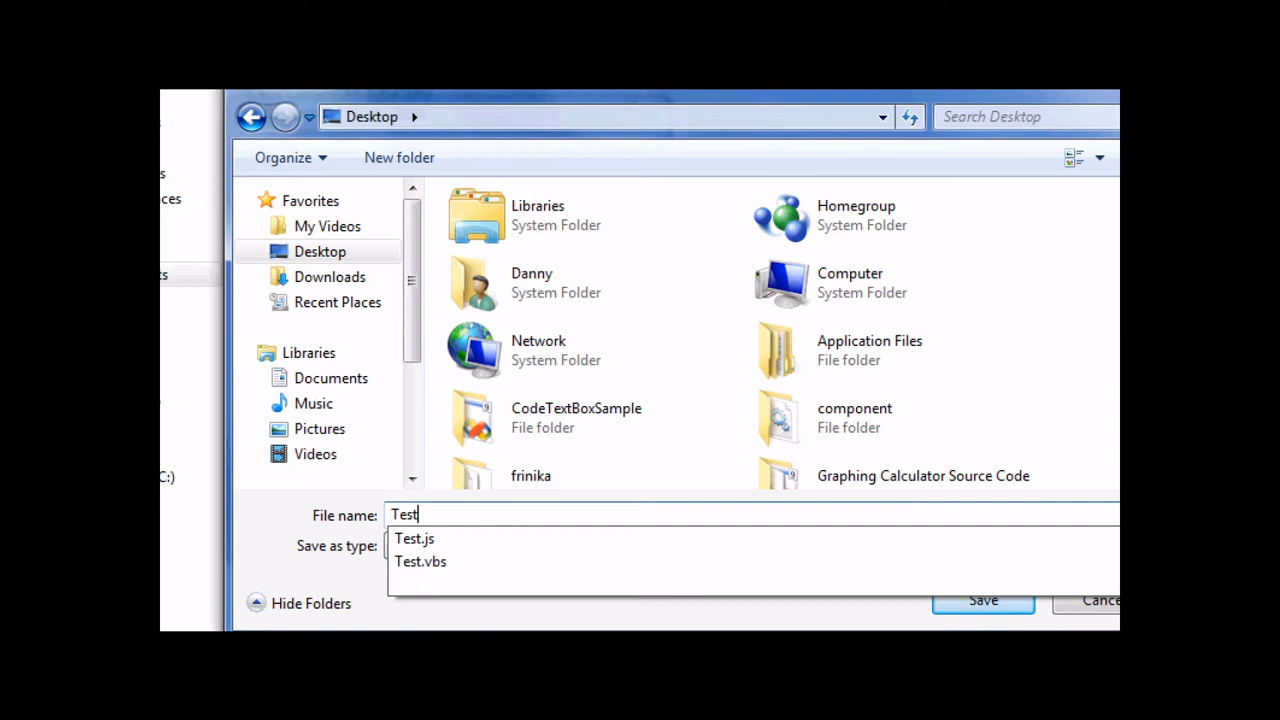 Desktop
Search Desktop
Organize
New folder
s
ces
ts
C:)
Favorites
My Videos
Desktop
Downloads
Recent Places
Libraries
Documents
Music
Pictures
Videos
Libraries
System Folder
Homegroup
System Folder
Danny
System Folder
Computer
System Folder
Network
System Folder
Application Files
File folder
CodeTextBoxSample
File folder
component
File folder
frinika
Graphing Calculator Source Code
File name: Test
Save as type:
Test.js
Test.vbs
Hide Folders
Save
Cance